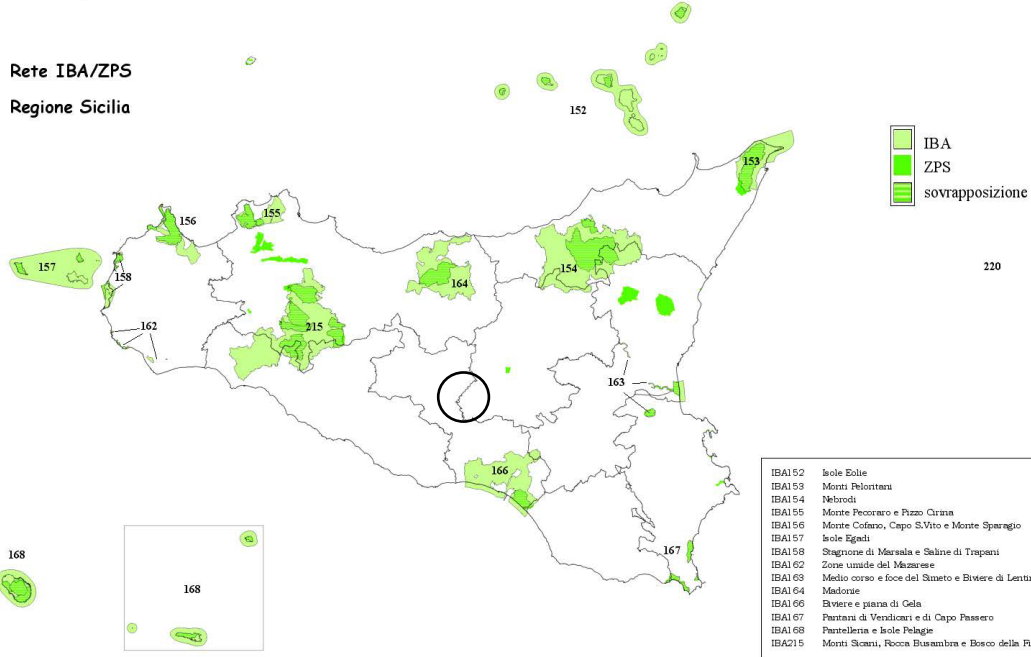 Rete IBA/ZPS
Regione Sicilia
152
IBA
ZPS
sovrapposizione
153
155
156
154
157
158
164
220
215
162
163
166
167
168
168
IBA152 Isole Eolie
IBA153 Monti Peloritani
IBA154 Nebrodi
IBA155 Monte Pecoraro e Pizzo Cirina
IBA156 Monte Cofano, Capo S.Vito e Monte Sparagio
IBA157 Isole Egadi
IBA158 Stagnone di Marsala e Saline di Trapani
IBA162 Zone umide del Mazarese
IBA163 Medio corso e foce del Simeto e Biviere di Lentin
IBA164 Madonie
IBA166 Biviere e piana di Gela
IBA167 Pantani di Vendicari e di Capo Passero
IBA168 Pantelleria e Isole Pelagie
IBA215 Monti Sicani, Rocca Busambra e Bosco della Fi